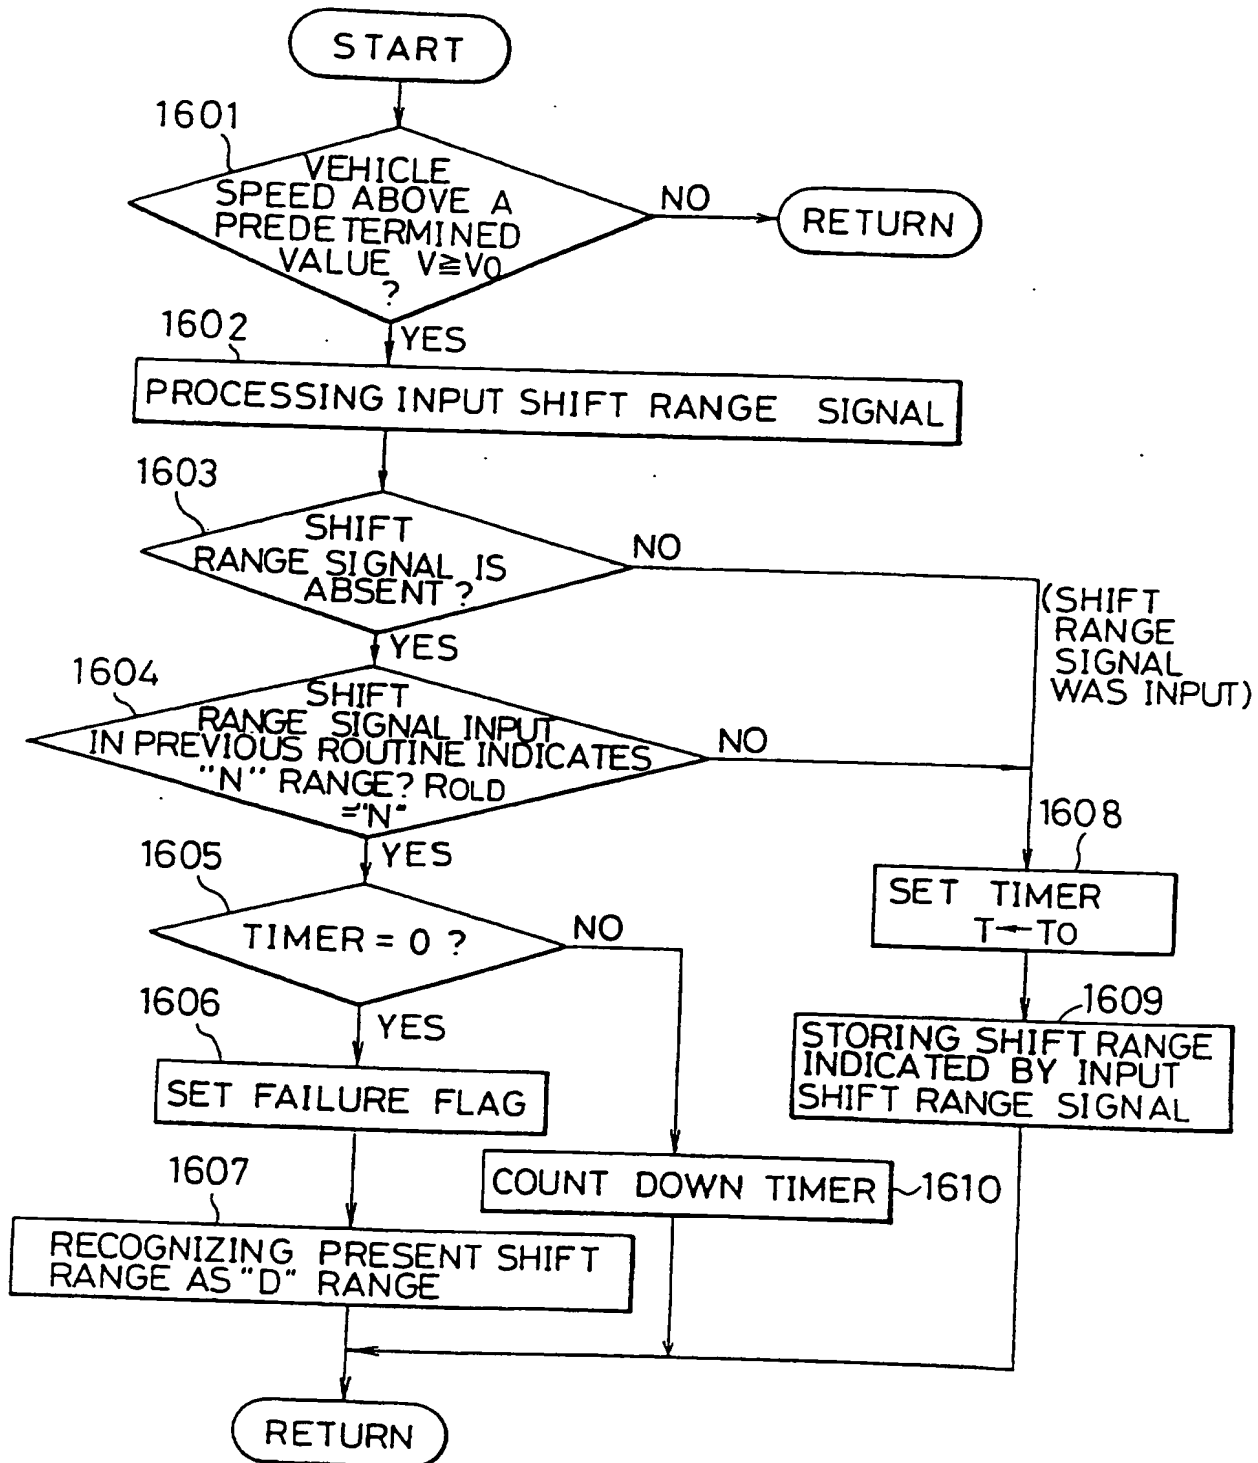 START
1601
VEHICLE
SPEED ABOVE A
PREDETERMINED
VALUE V≧V0
?
NO
RETURN
YES
1602
PROCESSING INPUT SHIFT RANGE SIGNAL
1603
SHIFT
RANGE SIGNAL IS
ABSENT?
NO
(SHIFT
RANGE
SIGNAL
WAS INPUT)
YES
1604
SHIFT
RANGE SIGNAL INPUT
IN PREVIOUS ROUTINE INDICATES
"N" RANGE? ROLD
="N"
NO
YES
1605
TIMER = 0 ?
NO
1608
SET TIMER
T←T0
YES
1606
SET FAILURE FLAG
1609
STORING SHIFT RANGE
INDICATED BY INPUT
SHIFT RANGE SIGNAL
1607
RECOGNIZING PRESENT SHIFT
RANGE AS "D" RANGE
COUNT DOWN TIMER
1610
RETURN